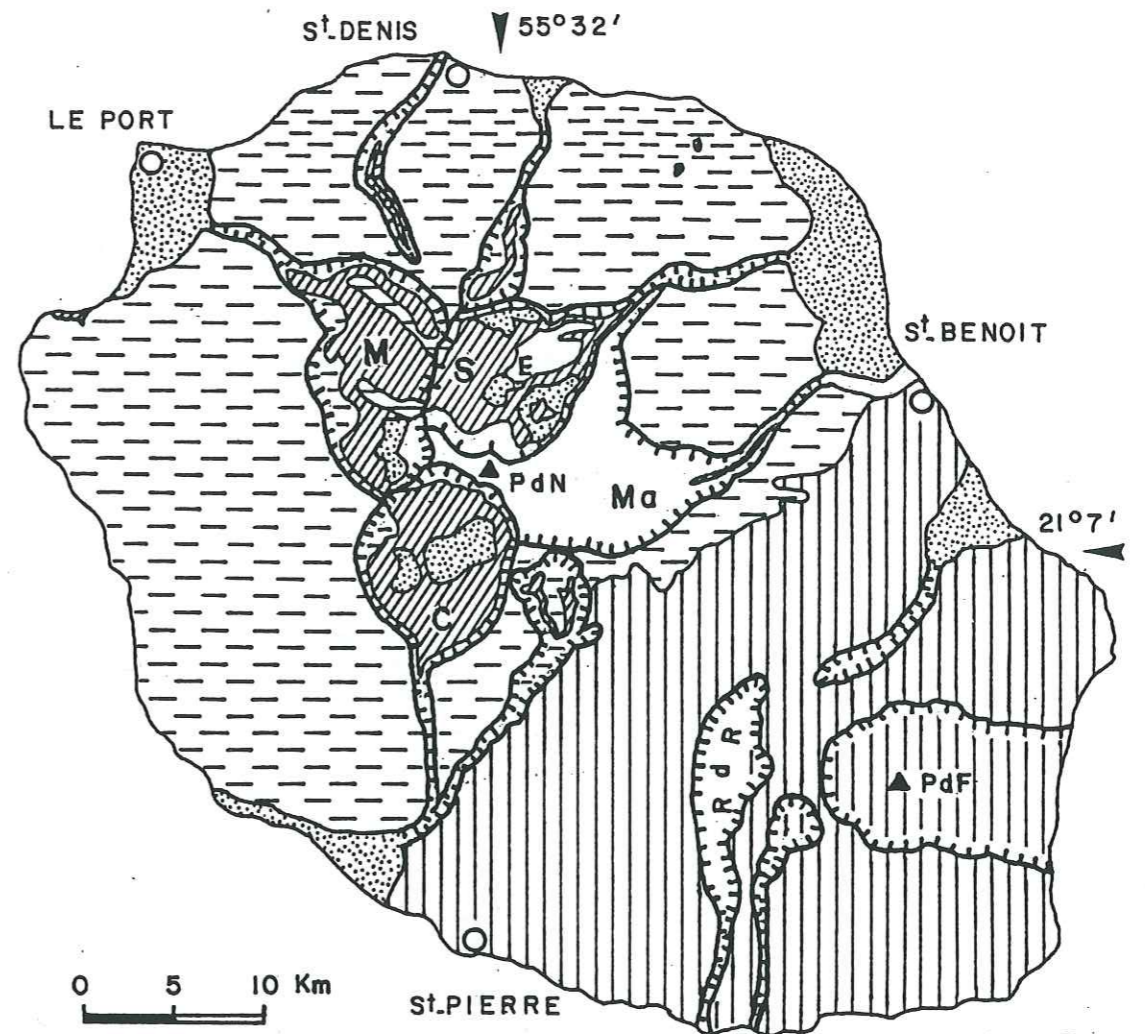 St-DENIS
55°32'
LE PORT
St-BENOIT
M
S
E
PdN
Ma
21°7'
C
RdR
PdF
0 5 10 Km
St-PIERRE